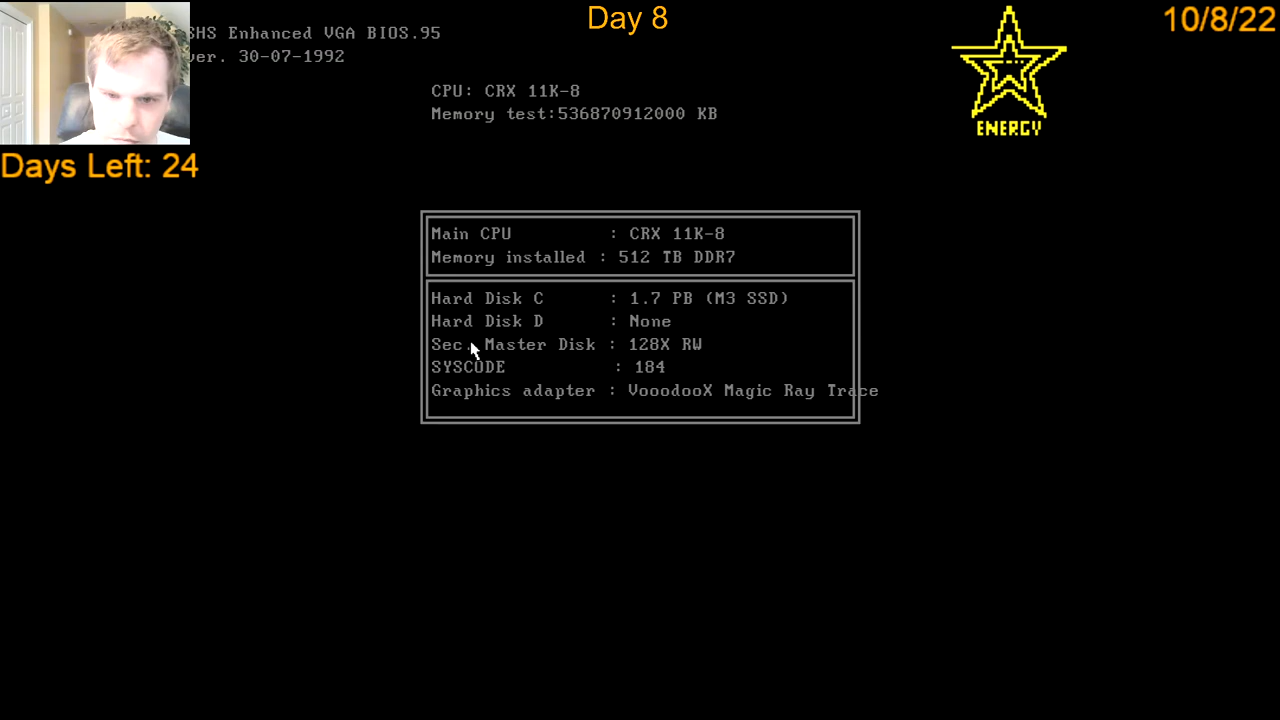 Day 8
10/8/22
SHS Enhanced VGA BIOS.95
ver. 30-07-1992
CPU: CRX 11K-8
Memory test:536870912000 KB
ENERGY
Days Left: 24
Main CPU : CRX 11K-8
Memory installed : 512 TB DDR7
Hard Disk C : 1.7 PB (M3 SSD)
Hard Disk D : None
Sec. Master Disk : 128X RW
SYSCODE : 184
Graphics adapter : VooodooX Magic Ray Trace